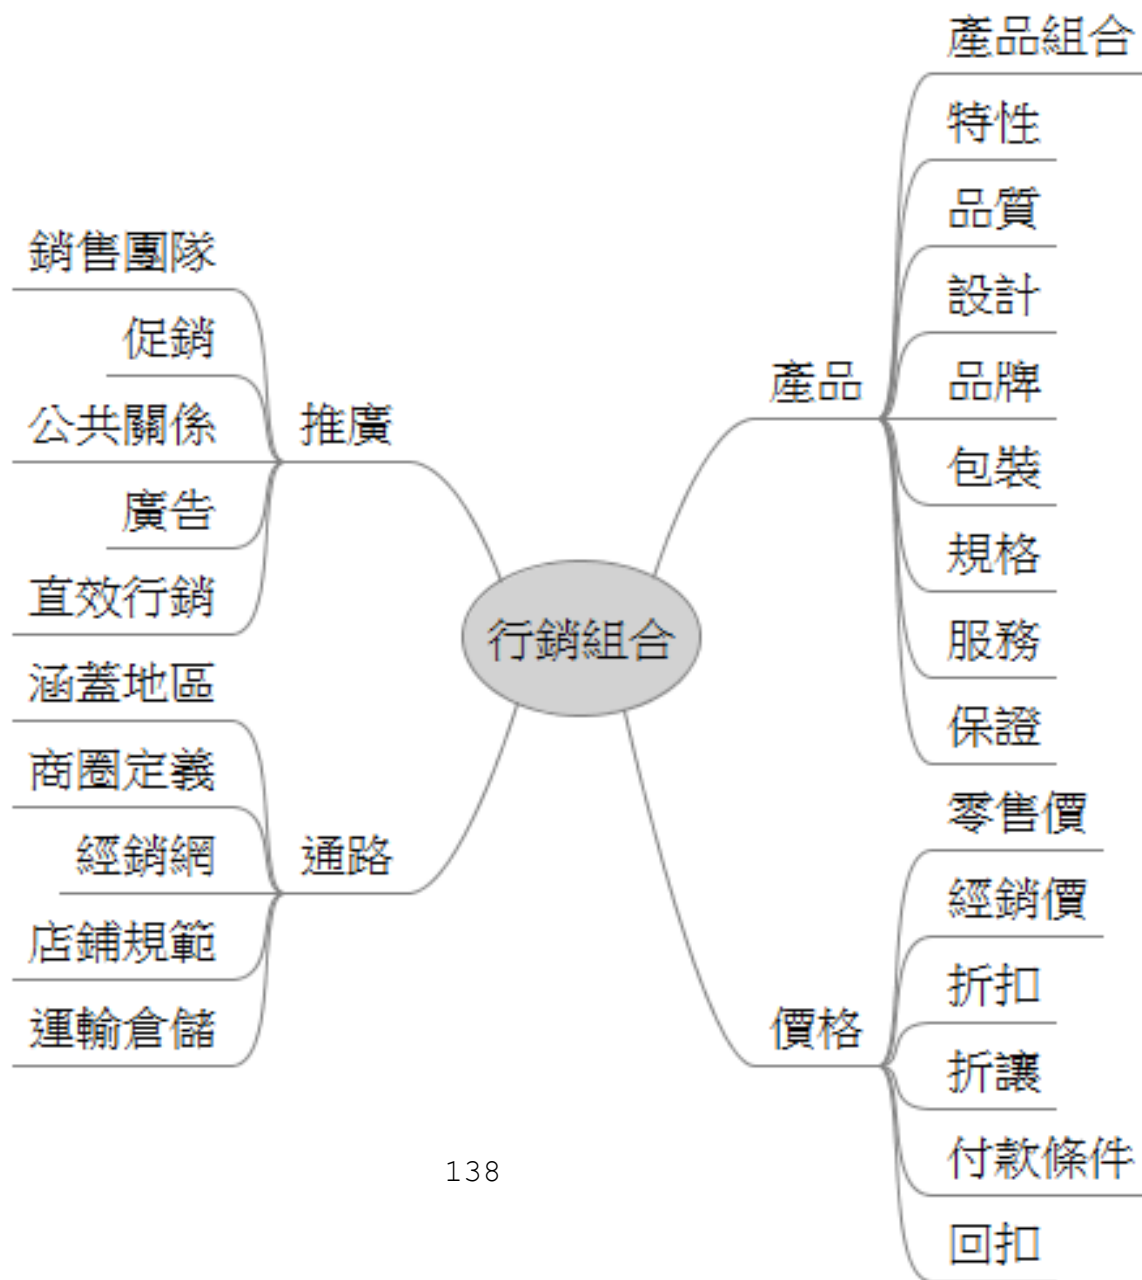 行銷組合
產品
產品組合
特性
品質
設計
品牌
包裝
規格
服務
保證
價格
零售價
經銷價
折扣
折讓
付款條件
回扣
推廣
銷售團隊
促銷
公共關係
廣告
直效行銷
通路
涵蓋地區
商圈定義
經銷網
店鋪規範
運輸倉儲
138